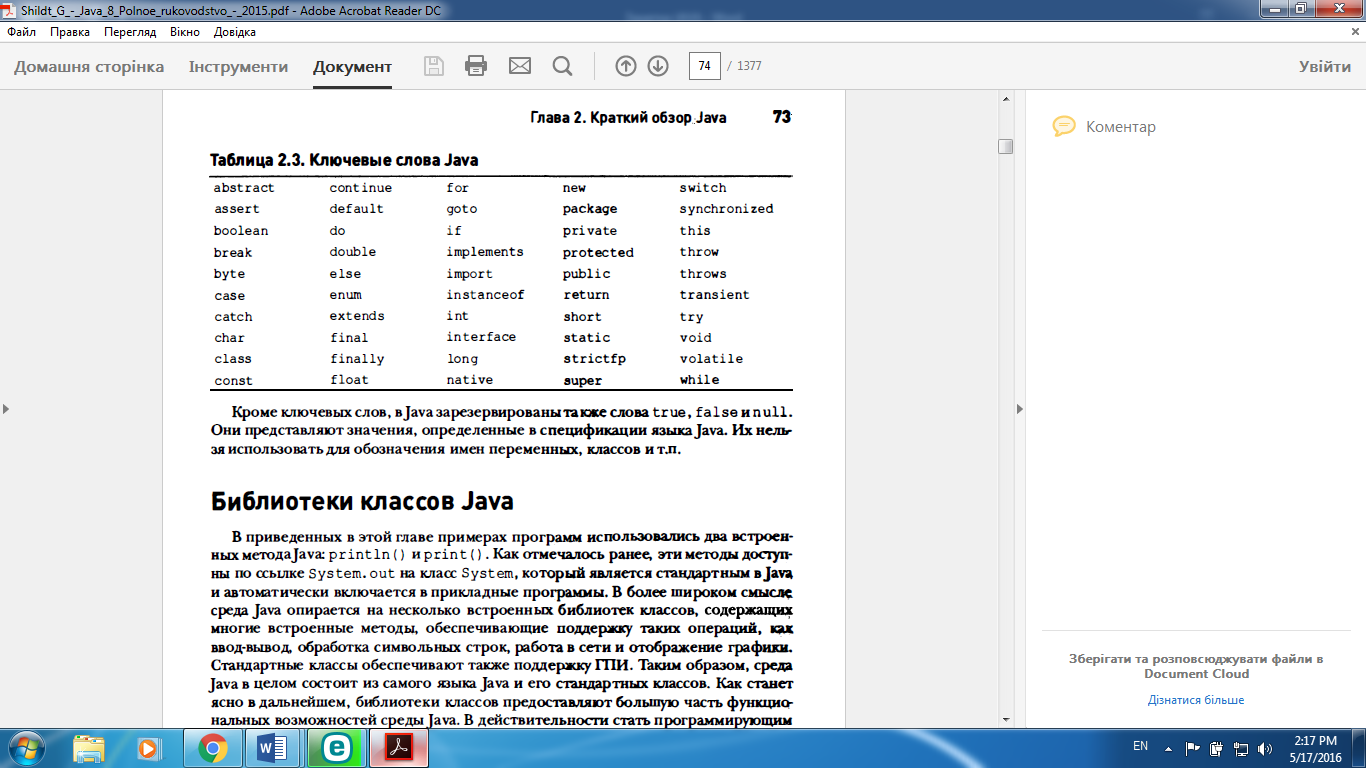 Shildt_G_-_Java_8_Polnoe_rukovodstvo_-_2015.pdf - Adobe Acrobat Reader DC
Файл Правка Перегляд Вікно Довідка
Домашня сторінка Інструменти Документ 74 / 1377 Увійти
Глава 2. Краткий обзор Java 73
Таблица 2.3. Ключевые слова Java
abstract continue for new switch
assert default goto package synchronized
boolean do if private this
break double implements protected throw
byte else import public throws
case enum instanceof return transient
catch extends int short try
char final interface static void
class finally long strictfp volatile
const float native super while
Кроме ключевых слов, в Java зарезервированы также слова true, false и null.
Они представляют значения, определенные в спецификации языка Java. Их нель-
зя использовать для обозначения имен переменных, классов и т.п.
Библиотеки классов Java
В приведенных в этой главе примерах программ использовались два встроен-
ных метода Java: println() и print(). Как отмечалось ранее, эти методы доступ-
ны по ссылке System.out на класс System, который является стандартным в Java
и автоматически включается в прикладные программы. В более широком смысле
среда Java опирается на несколько встроенных библиотек классов, содержащих
многие встроенные методы, обеспечивающие поддержку таких операций, как
ввод-вывод, обработка символьных строк, работа в сети и отображение графики.
Стандартные классы обеспечивают также поддержку ГПИ. Таким образом, среда
Java в целом состоит из самого языка Java и его стандартных классов. Как станет
ясно в дальнейшем, библиотеки классов предоставляют большую часть функцио-
нальных возможностей среды Java. В действительности стать программирующим
Коментар
Зберігати та розповсюджувати файли в
Document Cloud
Дізнатися більше
EN
2:17 PM
5/17/2016